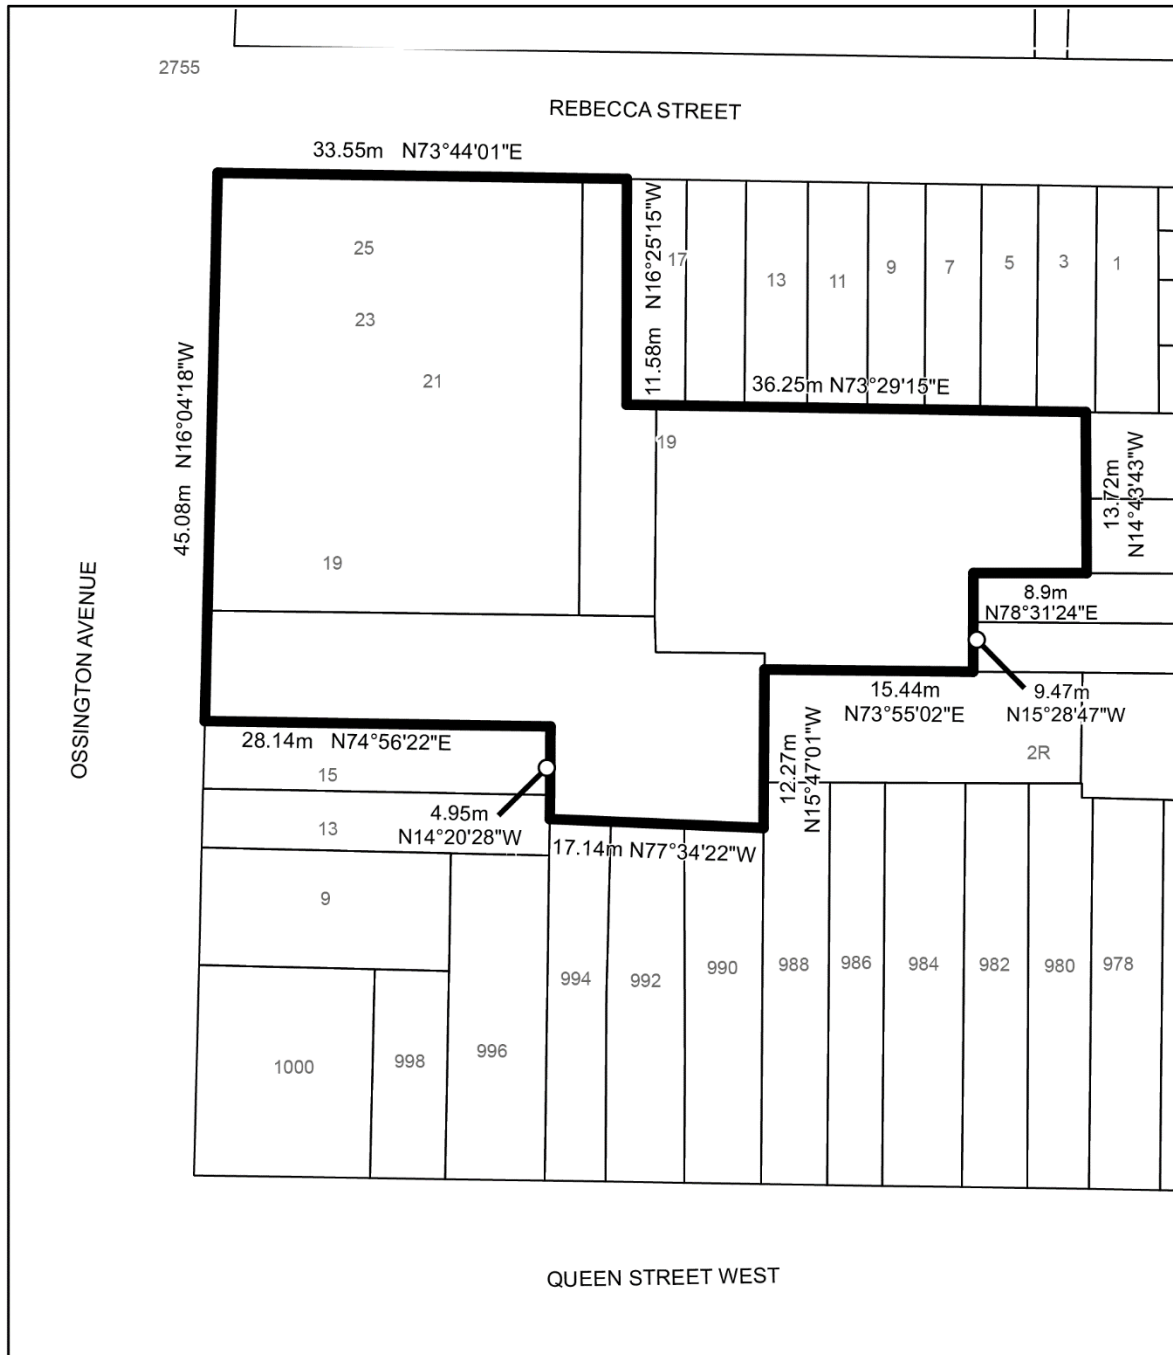 2755
REBECCA STREET
33.55m N73°44'01"E
11.58m N16°25'15"W
17
13
11
9
7
5
3
1
25
23
21
36.25m N73°29'15"E
19
45.08m N16°04'18"W
13.72m
N14°43'43"W
19
8.9m
N78°31'24"E
OSSINGTON AVENUE
9.47m
N15°28'47"W
15.44m
N73°55'02"E
12.27m
N15°47'01"W
28.14m N74°56'22"E
2R
15
4.95m
N14°20'28"W
13
17.14m N77°34'22"W
9
994
992
990
988
986
984
982
980
978
1000
998
996
QUEEN STREET WEST